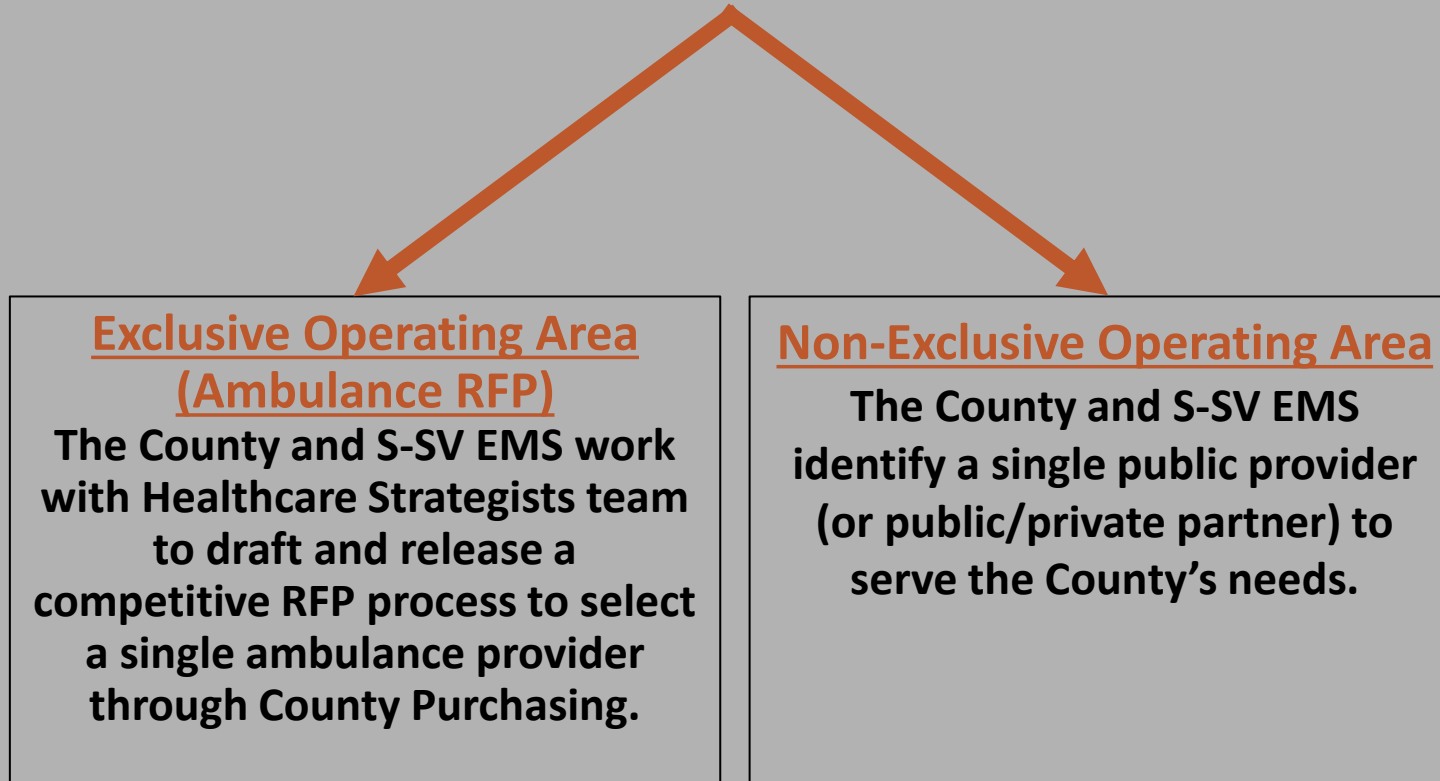 Exclusive Operating Area
(Ambulance RFP)
The County and S-SV EMS work
with Healthcare Strategists team
to draft and release a
competitive RFP process to select
a single ambulance provider
through County Purchasing.
Non-Exclusive Operating Area
The County and S-SV EMS
identify a single public provider
(or public/private partner) to
serve the County’s needs.